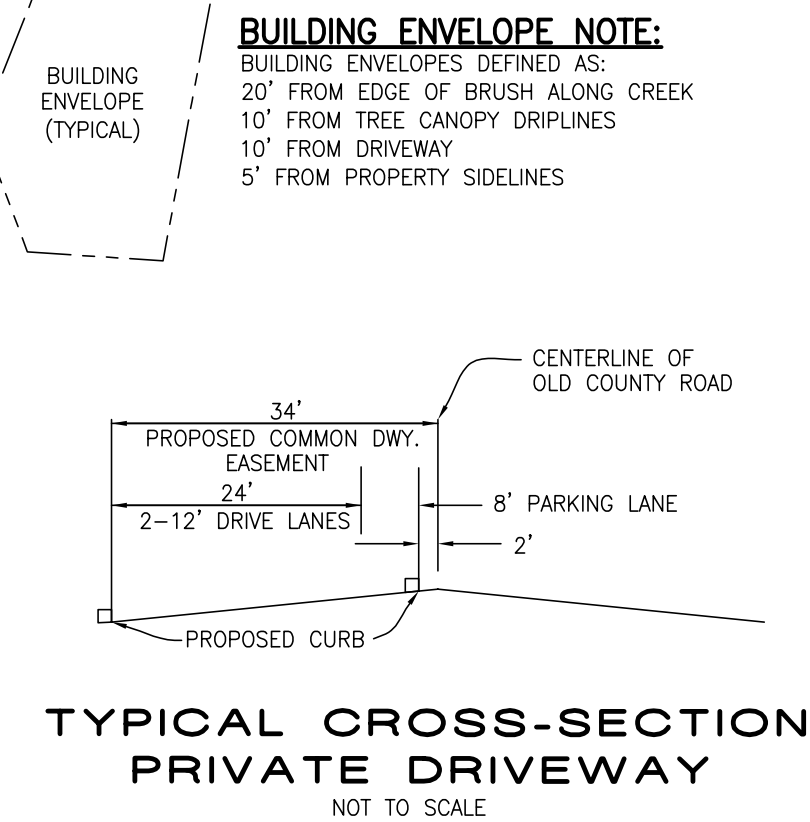 BUILDING
ENVELOPE
(TYPICAL)
BUILDING ENVELOPE NOTE:
BUILDING ENVELOPES DEFINED AS:
20' FROM EDGE OF BRUSH ALONG CREEK
10' FROM TREE CANOPY DRIPLINES
10' FROM DRIVEWAY
5' FROM PROPERTY SIDELINES
CENTERLINE OF
OLD COUNTY ROAD
34'
PROPOSED COMMON DWY.
EASEMENT
24'
2-12' DRIVE LANES
8' PARKING LANE
2'
PROPOSED CURB
TYPICAL CROSS-SECTION
PRIVATE DRIVEWAY
NOT TO SCALE